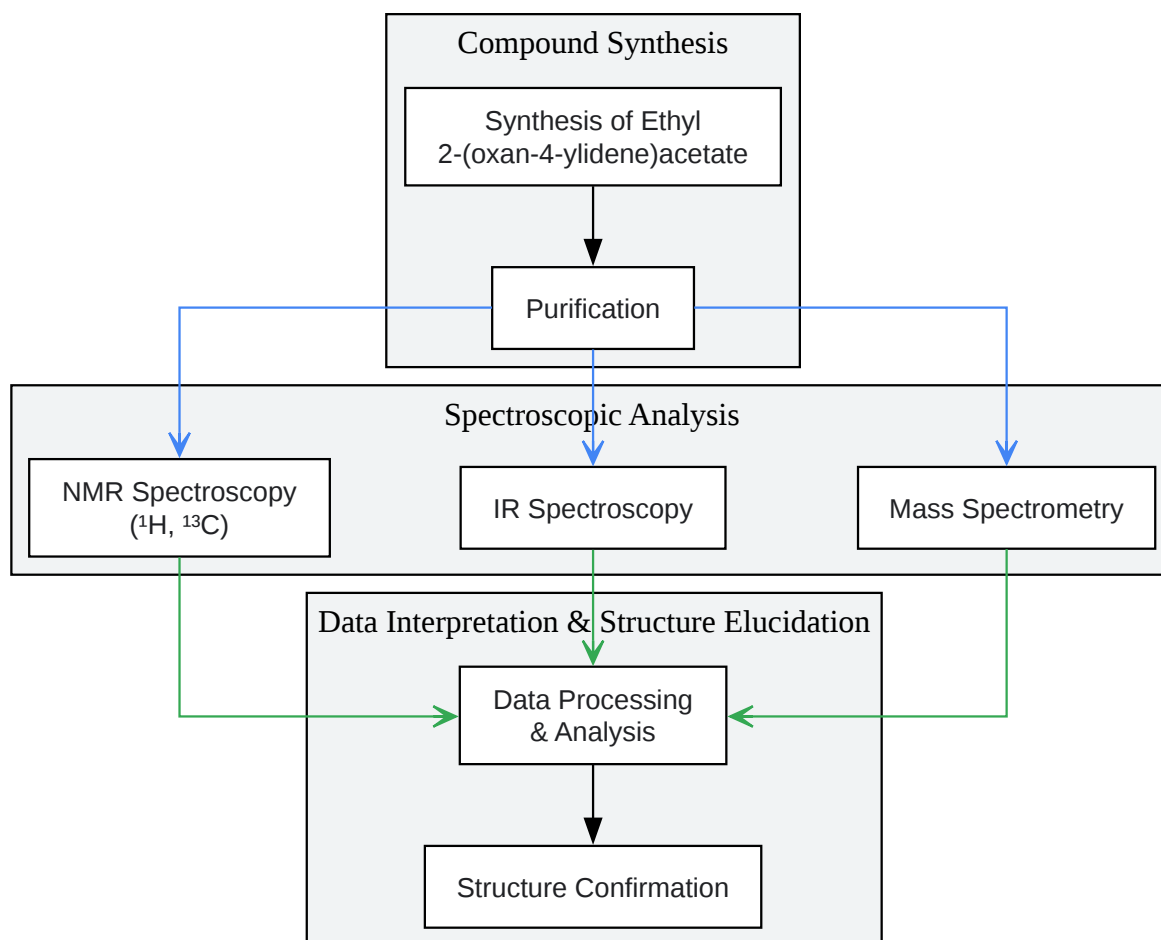 Compound Synthesis
Synthesis of Ethyl
2-(oxan-4-ylidene)acetate
Purification
Spectroscopic Analysis
NMR Spectroscopy
(¹H, ¹³C)
IR Spectroscopy
Mass Spectrometry
Data Interpretation & Structure Elucidation
Data Processing
& Analysis
Structure Confirmation